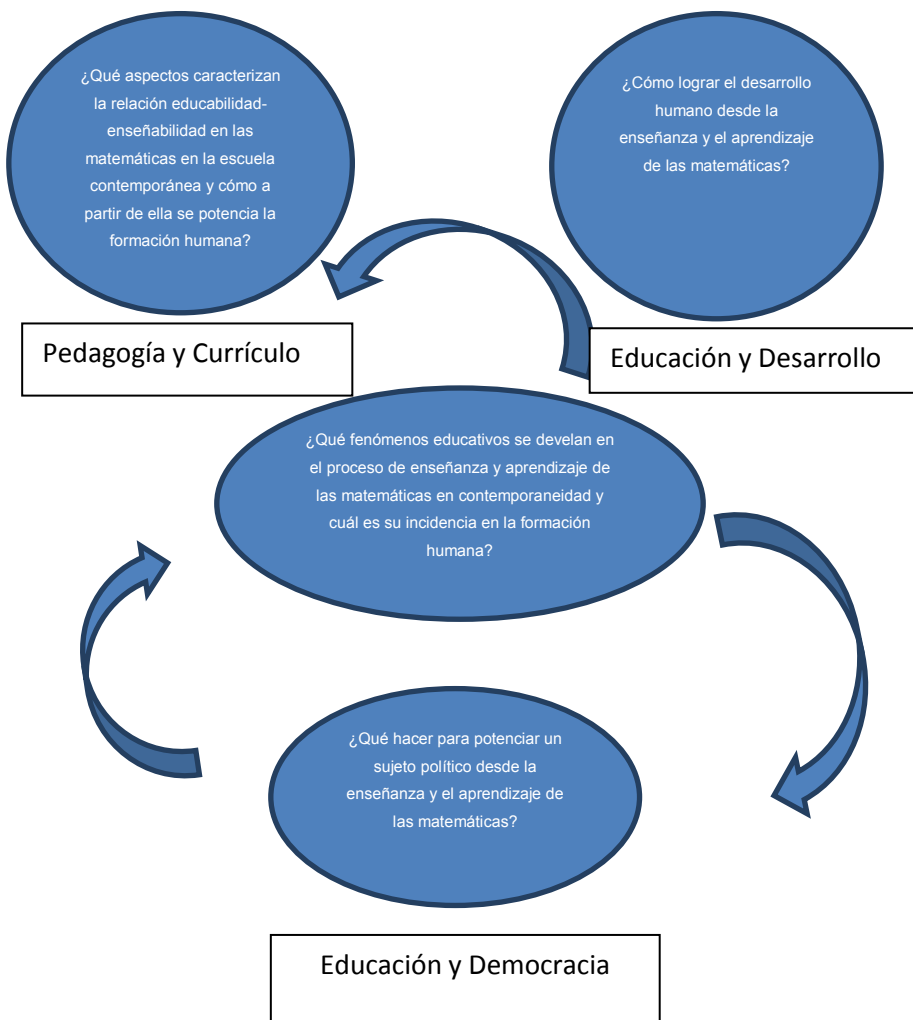 ¿Qué aspectos caracterizan
la relación educabilidad-
enseñabilidad en las
matemáticas en la escuela
contemporánea y cómo a
partir de ella se potencia la
formación humana?
¿Cómo lograr el desarrollo
humano desde la
enseñanza y el aprendizaje
de las matemáticas?
Pedagogía y Currículo
Educación y Desarrollo
¿Qué fenómenos educativos se develan en
el proceso de enseñanza y aprendizaje de
las matemáticas en contemporaneidad y
cuál es su incidencia en la formación
humana?
¿Qué hacer para potenciar un
sujeto político desde la
enseñanza y el aprendizaje de
las matemáticas?
Educación y Democracia